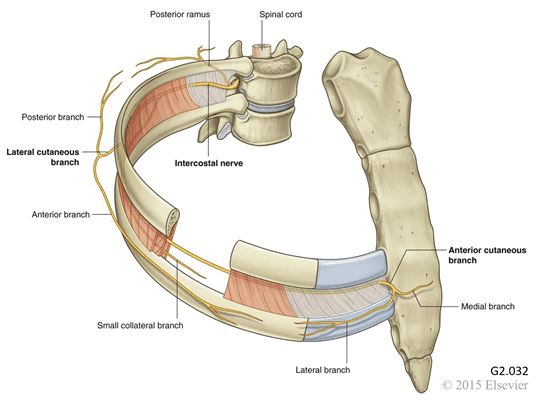 Posterior ramus
Spinal cord
Posterior branch
Lateral cutaneous
branch
Intercostal nerve
Anterior branch
Anterior cutaneous
branch
Medial branch
Small collateral branch
Lateral branch
G2.032
© 2015 Elsevier